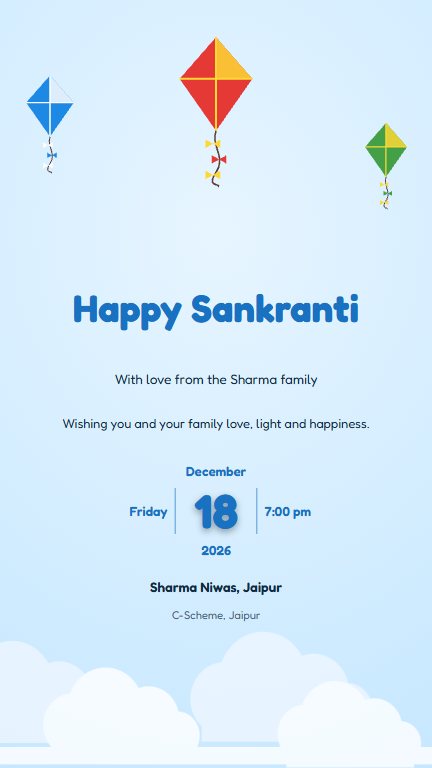 Happy Sankranti
With love from the Sharma family
Wishing you and your family love, light and happiness.
December
Friday 18 7:00 pm
2026
Sharma Niwas, Jaipur
C-Scheme, Jaipur